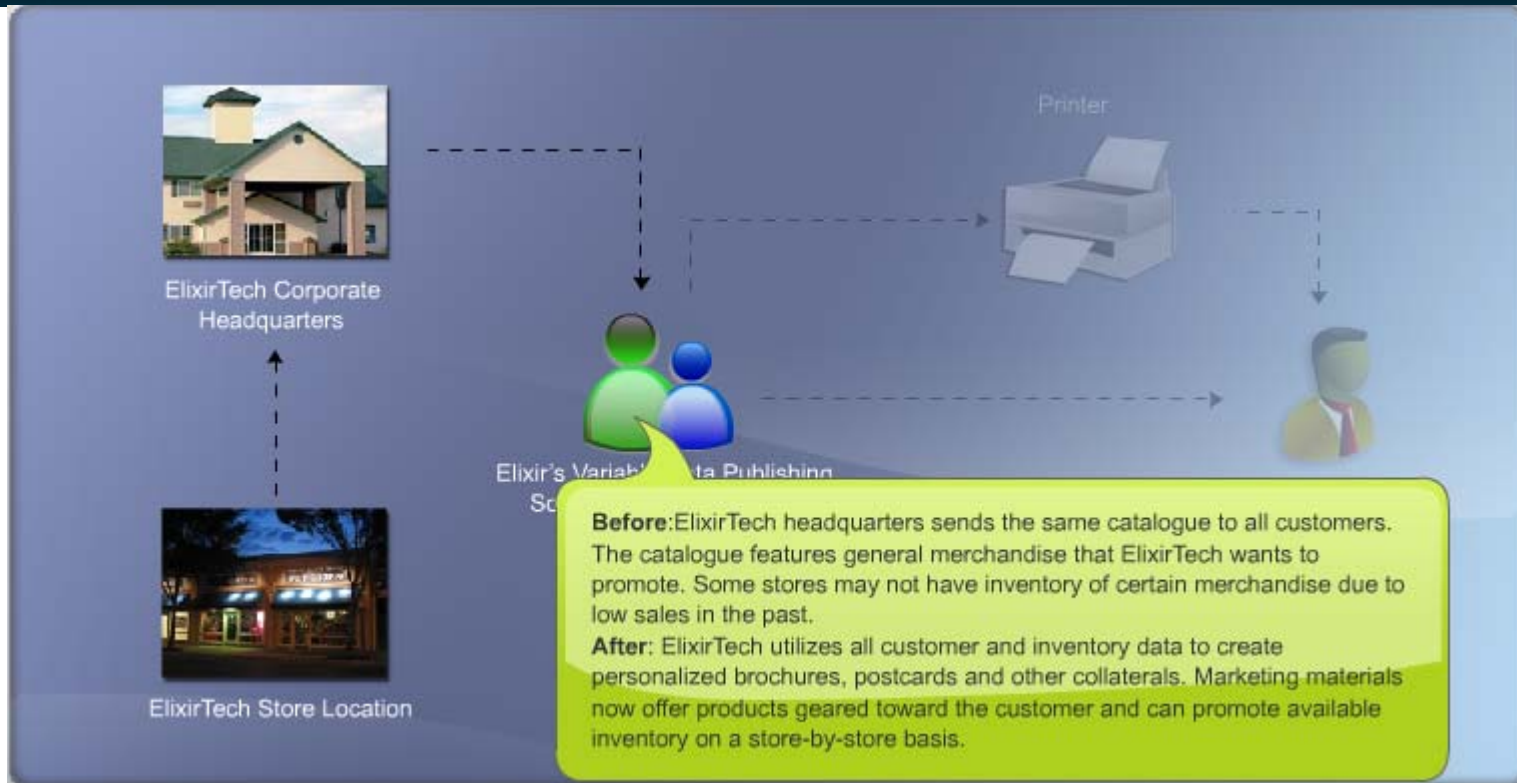 Printer
ElixirTech Corporate
Headquarters
Elixir's ta Publishing
Before:ElixirTech headquarters sends the same catalogue to all customers.
The catalogue features general merchandise that ElixirTech wants to
promote. Some stores may not have inventory of certain merchandise due to
low sales in the past.
After: ElixirTech utilizes all customer and inventory data to create
personalized brochures, postcards and other collaterals. Marketing materials
now offer products geared toward the customer and can promote available
inventory on a store-by-store basis.
ElixirTech Store Location